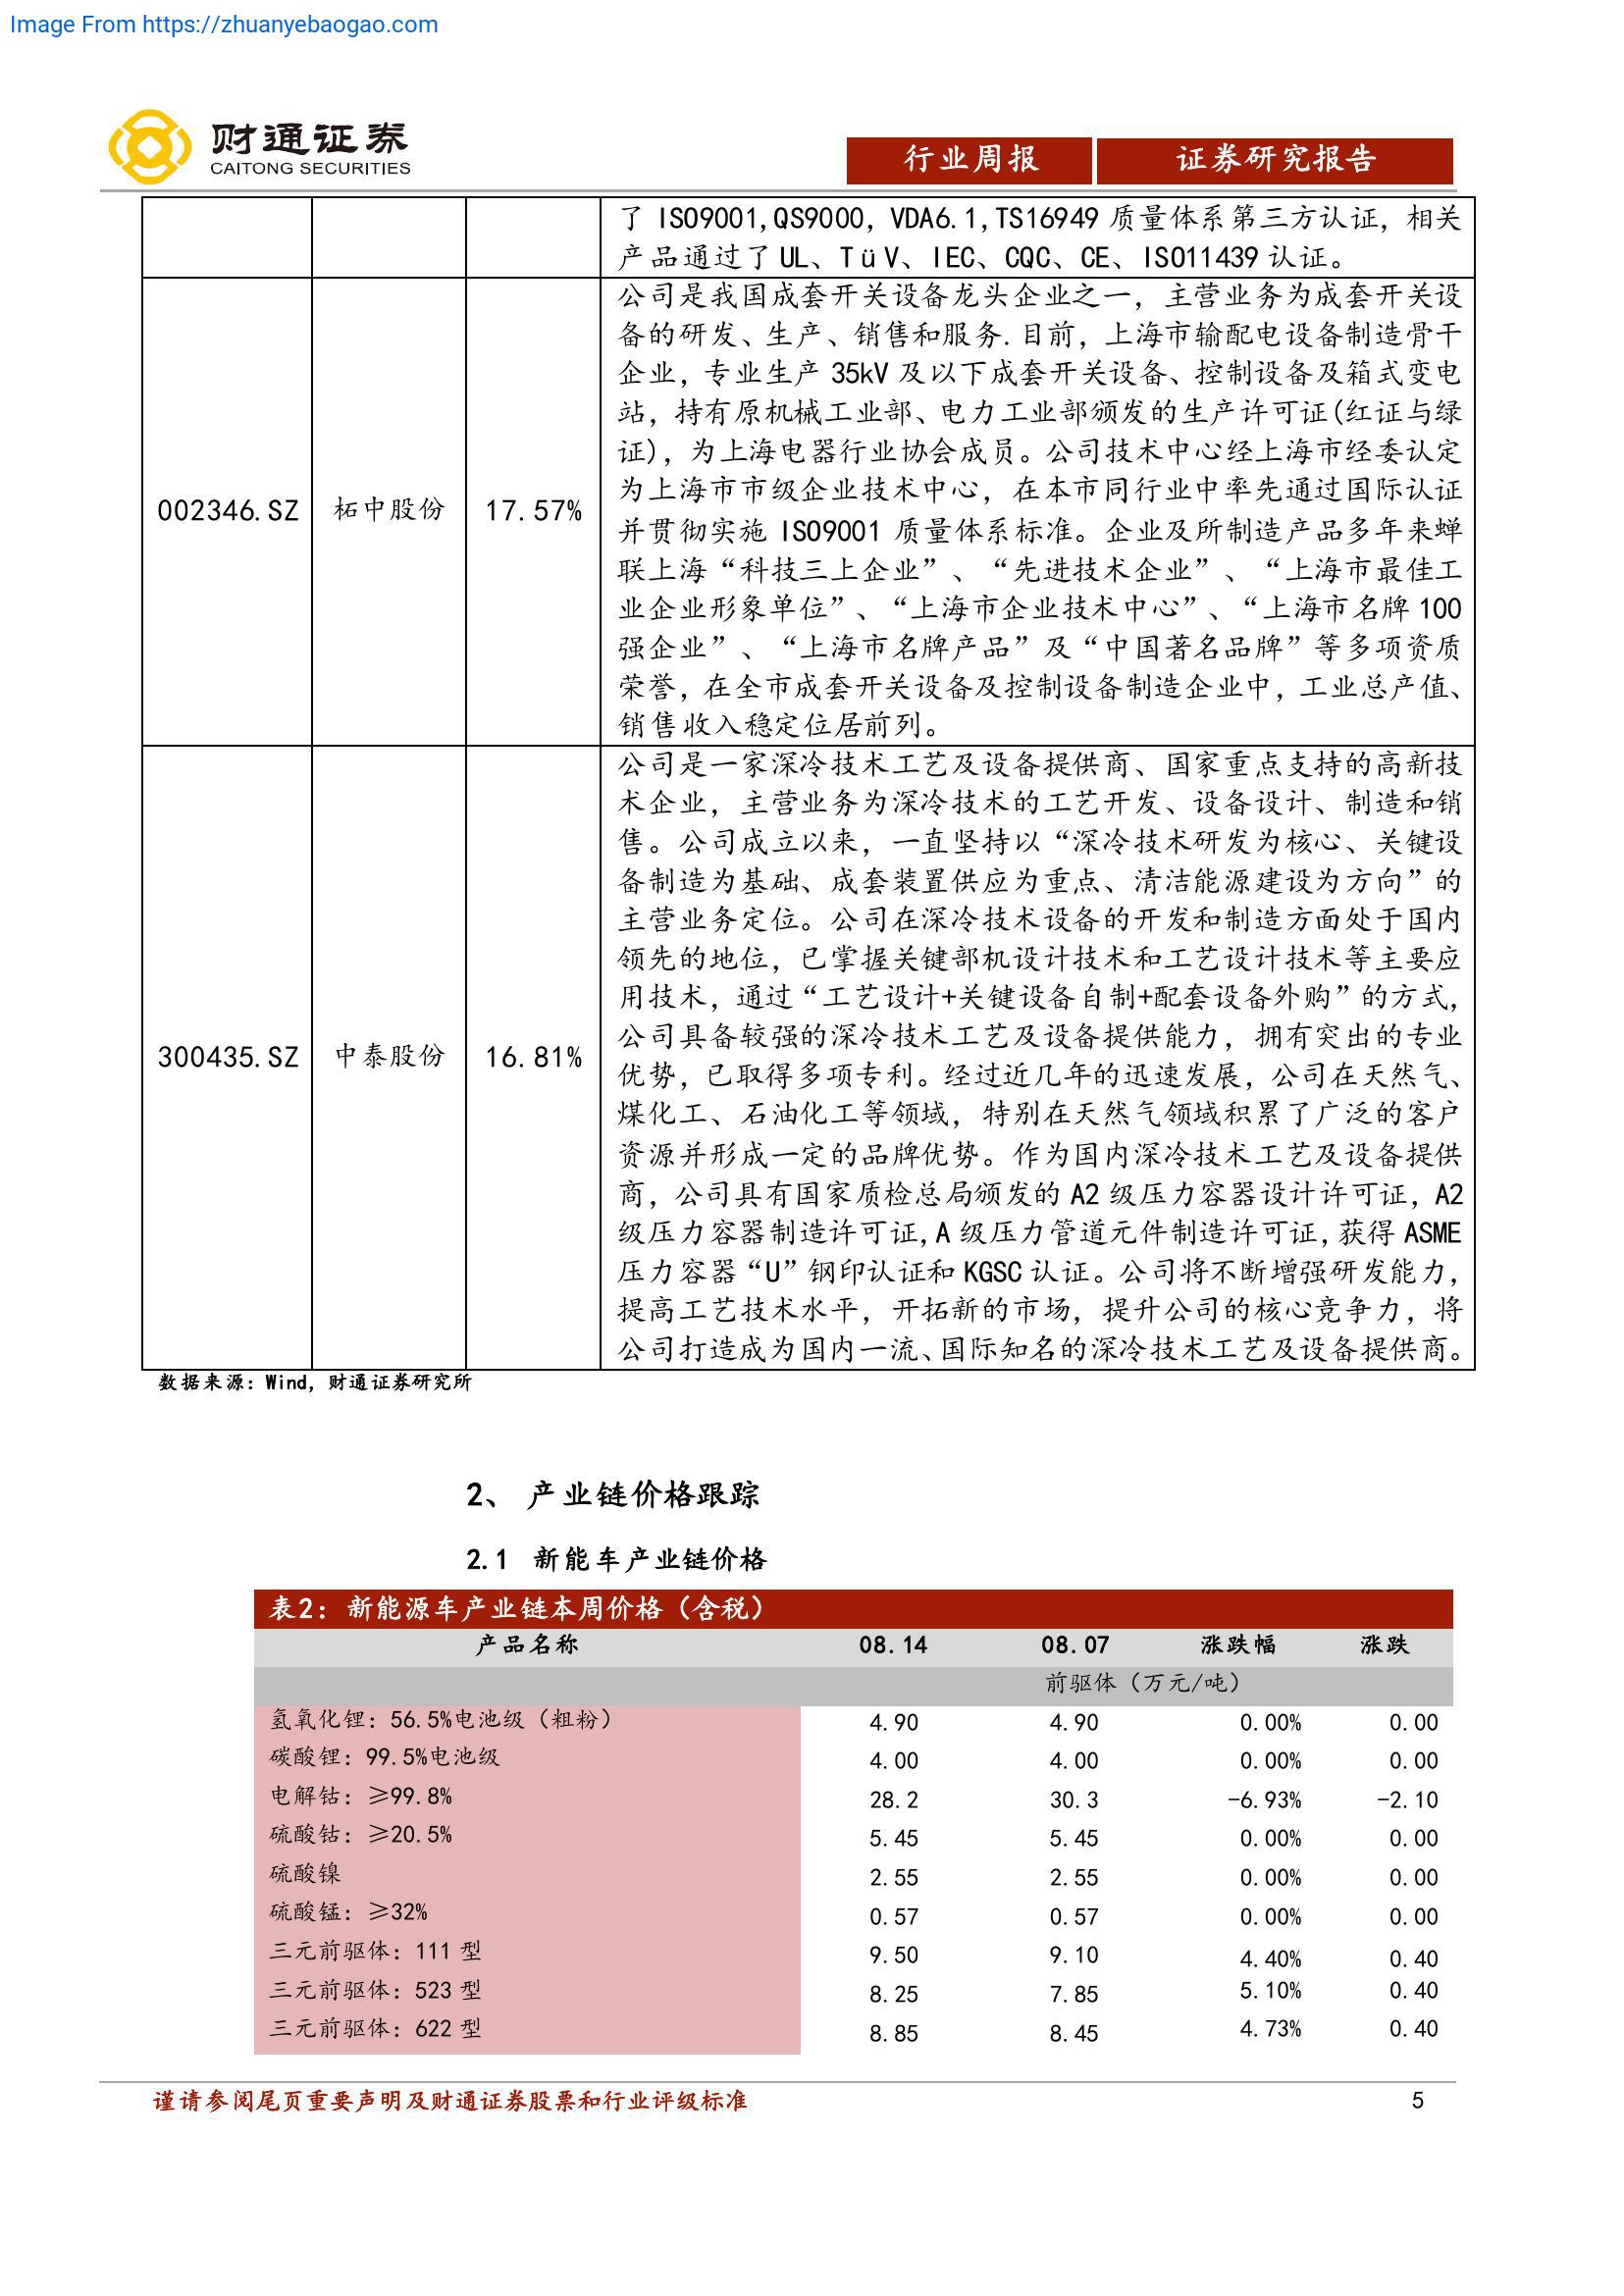 Image From https://zhuanyebaogao.com
财通证券
CAITONG SECURITIES
行业周报
证券研究报告
了 ISO9001,QS9000, VDA6.1,TS16949 质量体系第三方认证, 相关
产品通过了 UL、TüV、IEC、CQC、CE、ISO11439 认证。
002346.SZ 柘中股份 17.57%
公司是我国成套开关设备龙头企业之一, 主营业务为成套开关设
备的研发、生产、销售和服务.目前, 上海市输配电设备制造骨干
企业, 专业生产 35kV 及以下成套开关设备、控制设备及箱式变电
站, 持有原机械工业部、电力工业部颁发的生产许可证(红证与绿
证), 为上海电器行业协会成员。公司技术中心经上海市经委认定
为上海市市级企业技术中心, 在本市同行业中率先通过国际认证
并贯彻实施 ISO9001 质量体系标准。企业及所制造产品多年来蝉
联上海“科技三上企业”、“先进技术企业”、“上海市最佳工
业企业形象单位”、“上海市企业技术中心”、“上海市名牌 100
强企业”、“上海市名牌产品”及“中国著名品牌”等多项资质
荣誉, 在全市成套开关设备及控制设备制造企业中, 工业总产值、
销售收入稳定位居前列。
300435.SZ 中泰股份 16.81%
公司是一家深冷技术工艺及设备提供商、国家重点支持的高新技
术企业, 主营业务为深冷技术的工艺开发、设备设计、制造和销
售。公司成立以来, 一直坚持以“深冷技术研发为核心、关键设
备制造为基础、成套装置供应为重点、清洁能源建设为方向”的
主营业务定位。公司在深冷技术设备的开发和制造方面处于国内
领先的地位, 已掌握关键部机设计技术和工艺设计技术等主要应
用技术, 通过“工艺设计+关键设备自制+配套设备外购”的方式,
公司具备较强的深冷技术工艺及设备提供能力, 拥有突出的专业
优势, 已取得多项专利。经过近几年的迅速发展, 公司在天然气、
煤化工、石油化工等领域, 特别在天然气领域积累了广泛的客户
资源并形成一定的品牌优势。作为国内深冷技术工艺及设备提供
商, 公司具有国家质检总局颁发的 A2 级压力容器设计许可证, A2
级压力容器制造许可证,A 级压力管道元件制造许可证,获得 ASME
压力容器“U”钢印认证和 KGSC 认证。公司将不断增强研发能力,
提高工艺技术水平, 开拓新的市场, 提升公司的核心竞争力, 将
公司打造成为国内一流、国际知名的深冷技术工艺及设备提供商。
数据来源: Wind, 财通证券研究所
2、 产业链价格跟踪
2.1 新能车产业链价格
表2: 新能源车产业链本周价格（含税）
产品名称 08.14 08.07 涨跌幅 涨跌
前驱体（万元/吨）
氢氧化锂: 56.5%电池级（粗粉） 4.90 4.90 0.00% 0.00
碳酸锂: 99.5%电池级 4.00 4.00 0.00% 0.00
电解钴: ≥99.8% 28.2 30.3 -6.93% -2.10
硫酸钴: ≥20.5% 5.45 5.45 0.00% 0.00
硫酸镍 2.55 2.55 0.00% 0.00
硫酸锰: ≥32% 0.57 0.57 0.00% 0.00
三元前驱体: 111 型 9.50 9.10 4.40% 0.40
三元前驱体: 523 型 8.25 7.85 5.10% 0.40
三元前驱体: 622 型 8.85 8.45 4.73% 0.40
谨请参阅尾页重要声明及财通证券股票和行业评级标准 5